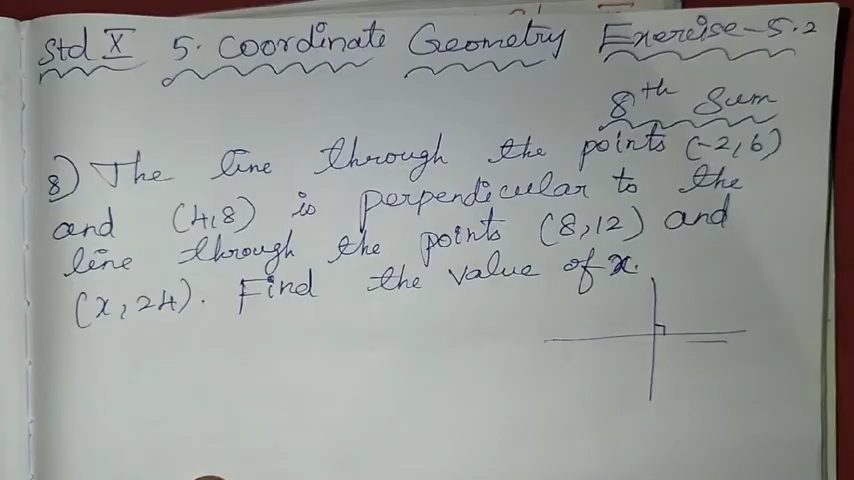 Std X 5. Coordinate Geometry Exercise-5.2
8th Sum
8) The line through the points (-2,6)
and (4,8) is perpendicular to the
line through the points (8,12) and
(x,24). Find the value of x.